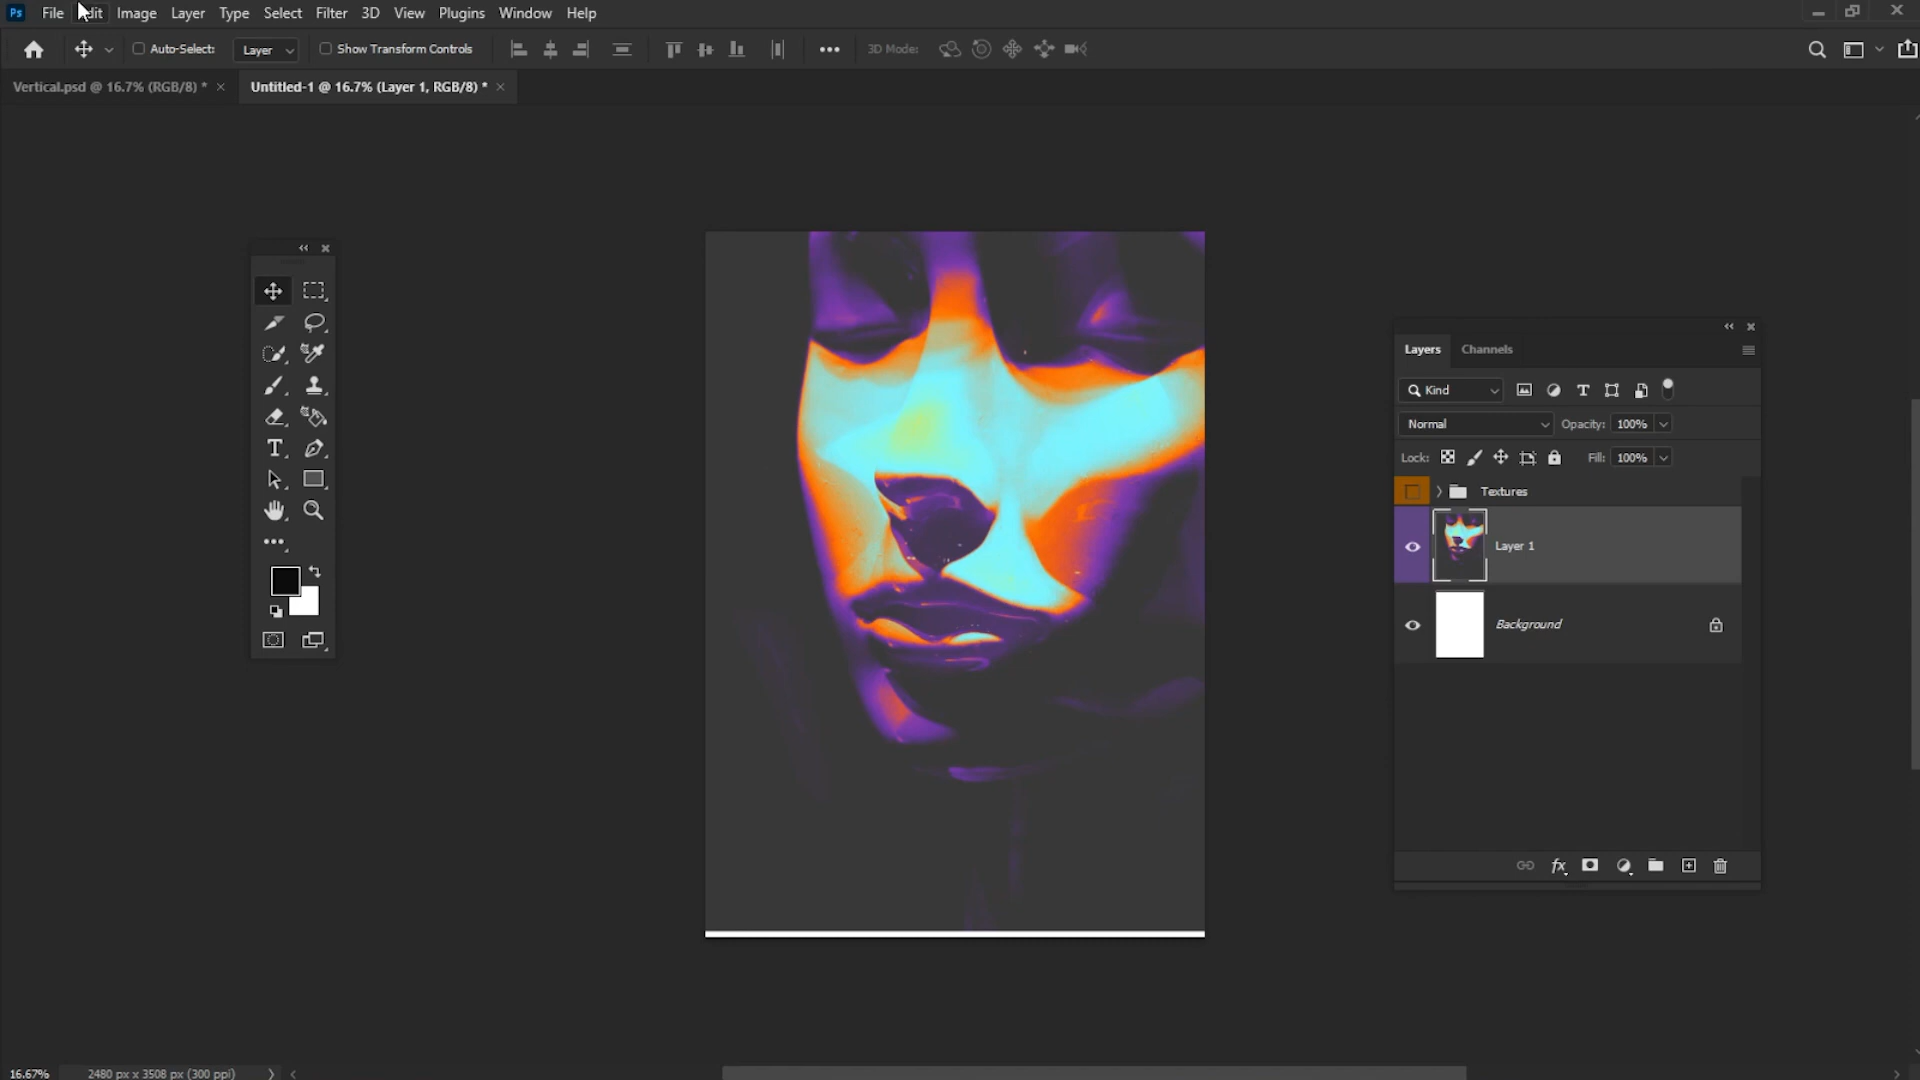 Ps File Edit Image Layer Type Select Filter 3D View Plugins Window Help
Auto-Select: Layer Show Transform Controls 3D Mode:
Vertical.psd @ 16.7% (RGB/8) * Untitled-1 @ 16.7% (Layer 1, RGB/8) *
Layers Channels
Kind
Normal Opacity: 100%
Lock: Fill: 100%
Textures
Layer 1
Background
16.67% 2480 px x 3508 px (300 ppi)